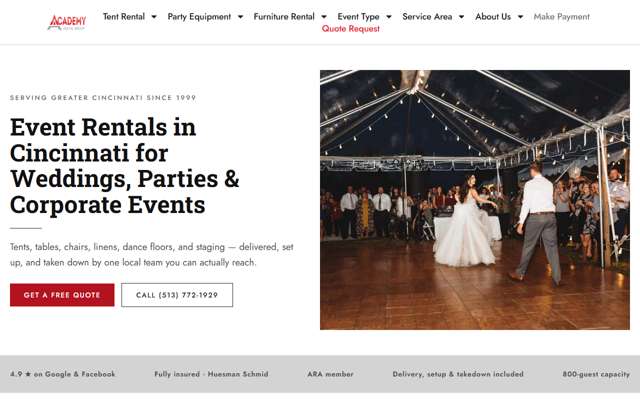 ACADEMY
Tent Rental
Party Equipment
Furniture Rental
Event Type
Service Area
About Us
Make Payment
Quote Request
SERVING GREATER CINCINNATI SINCE 1999
Event Rentals in
Cincinnati for
Weddings, Parties &
Corporate Events
Tents, tables, chairs, linens, dance floors, and staging — delivered, set
up, and taken down by one local team you can actually reach.
GET A FREE QUOTE
CALL (513) 772-1929
4.9 ★ on Google & Facebook
Fully insured · Huesman Schmid
ARA member
Delivery, setup & takedown included
800-guest capacity